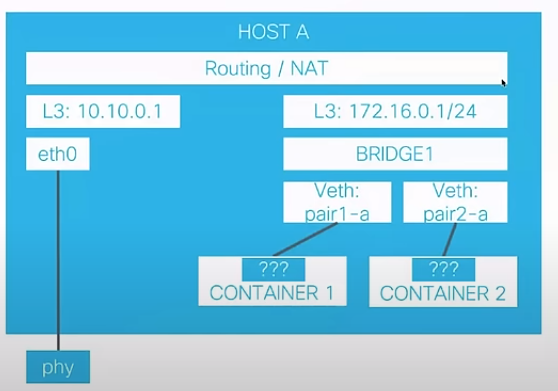 HOST A
Routing / NAT
L3: 10.10.0.1
L3: 172.16.0.1/24
eth0
BRIDGE1
Veth:
pair1-a
Veth:
pair2-a
???
CONTAINER 1
???
CONTAINER 2
phy